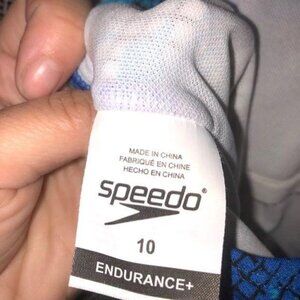 MADE IN CHINA
FABRIQUÉ EN CHINE
HECHO EN CHINA
speedo®
10
ENDURANCE+